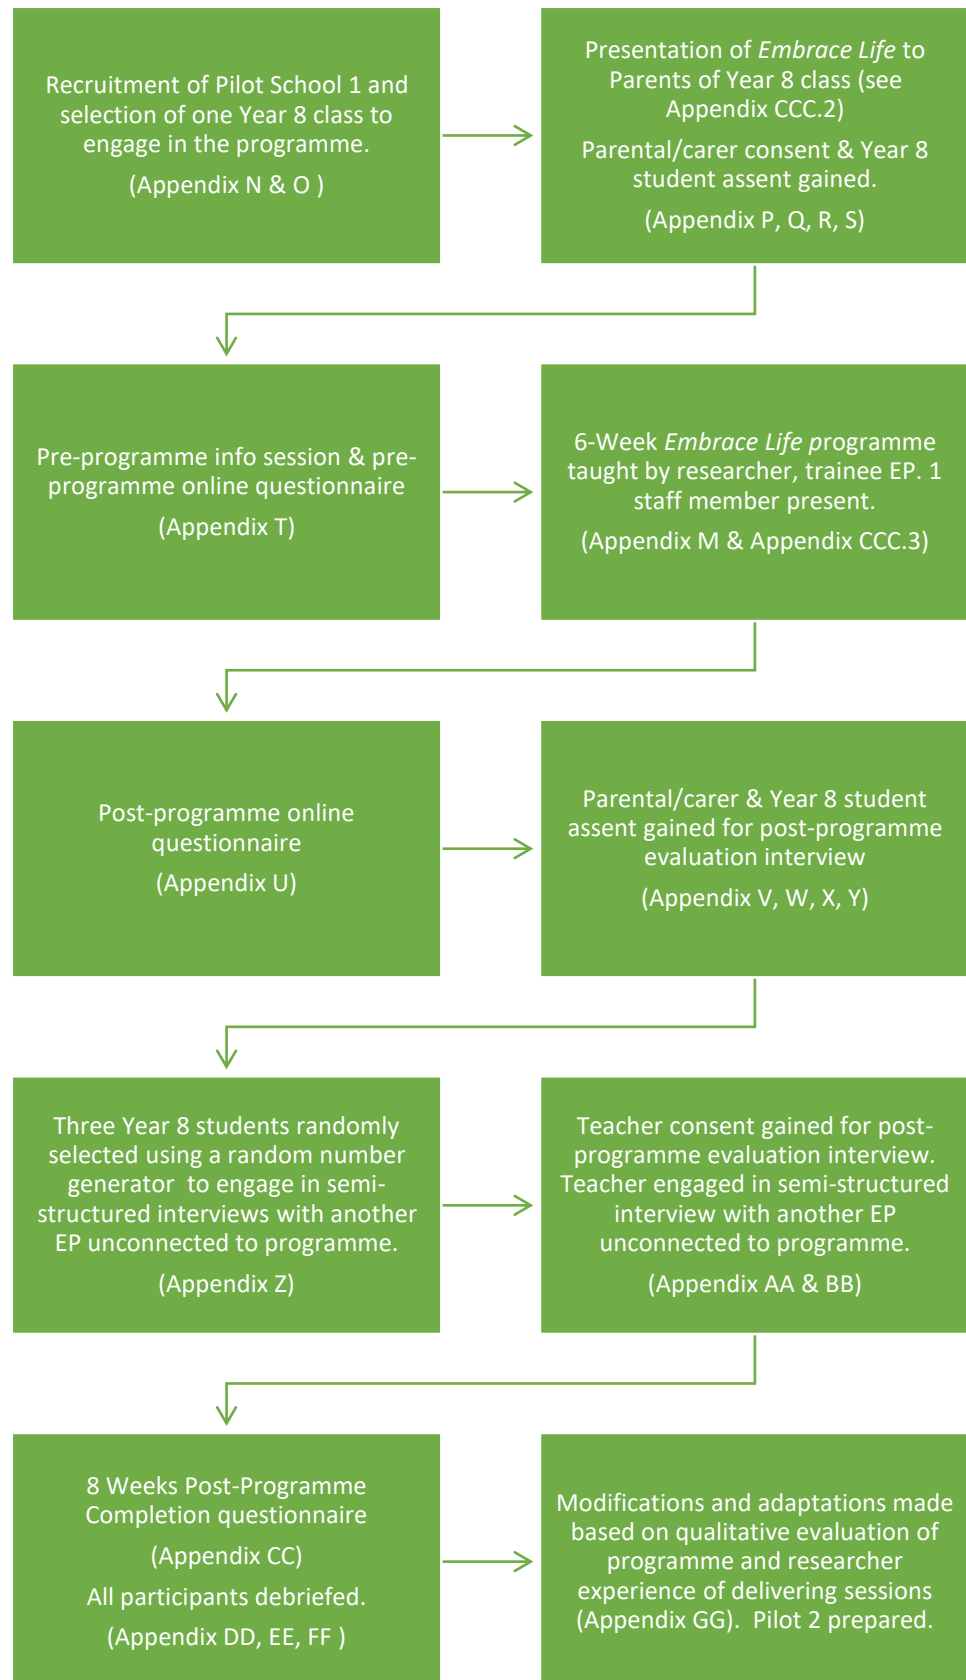 Recruitment of Pilot School 1 and
selection of one Year 8 class to
engage in the programme.
(Appendix N & O )
Presentation of Embrace Life to
Parents of Year 8 class (see
Appendix CCC.2)
Parental/carer consent & Year 8
student assent gained.
(Appendix P, Q, R, S)
Pre-programme info session & pre-
programme online questionnaire
(Appendix T)
6-Week Embrace Life programme
taught by researcher, trainee EP. 1
staff member present.
(Appendix M & Appendix CCC.3)
Post-programme online
questionnaire
(Appendix U)
Parental/carer & Year 8 student
assent gained for post-programme
evaluation interview
(Appendix V, W, X, Y)
Three Year 8 students randomly
selected using a random number
generator  to engage in semi-
structured interviews with another
EP unconnected to programme.
(Appendix Z)
Teacher consent gained for post-
programme evaluation interview.
Teacher engaged in semi-structured
interview with another EP
unconnected to programme.
(Appendix AA & BB)
8 Weeks Post-Programme
Completion questionnaire
(Appendix CC)
All participants debriefed.
(Appendix DD, EE, FF )
Modifications and adaptations made
based on qualitative evaluation of
programme and researcher
experience of delivering sessions
(Appendix GG).  Pilot 2 prepared.